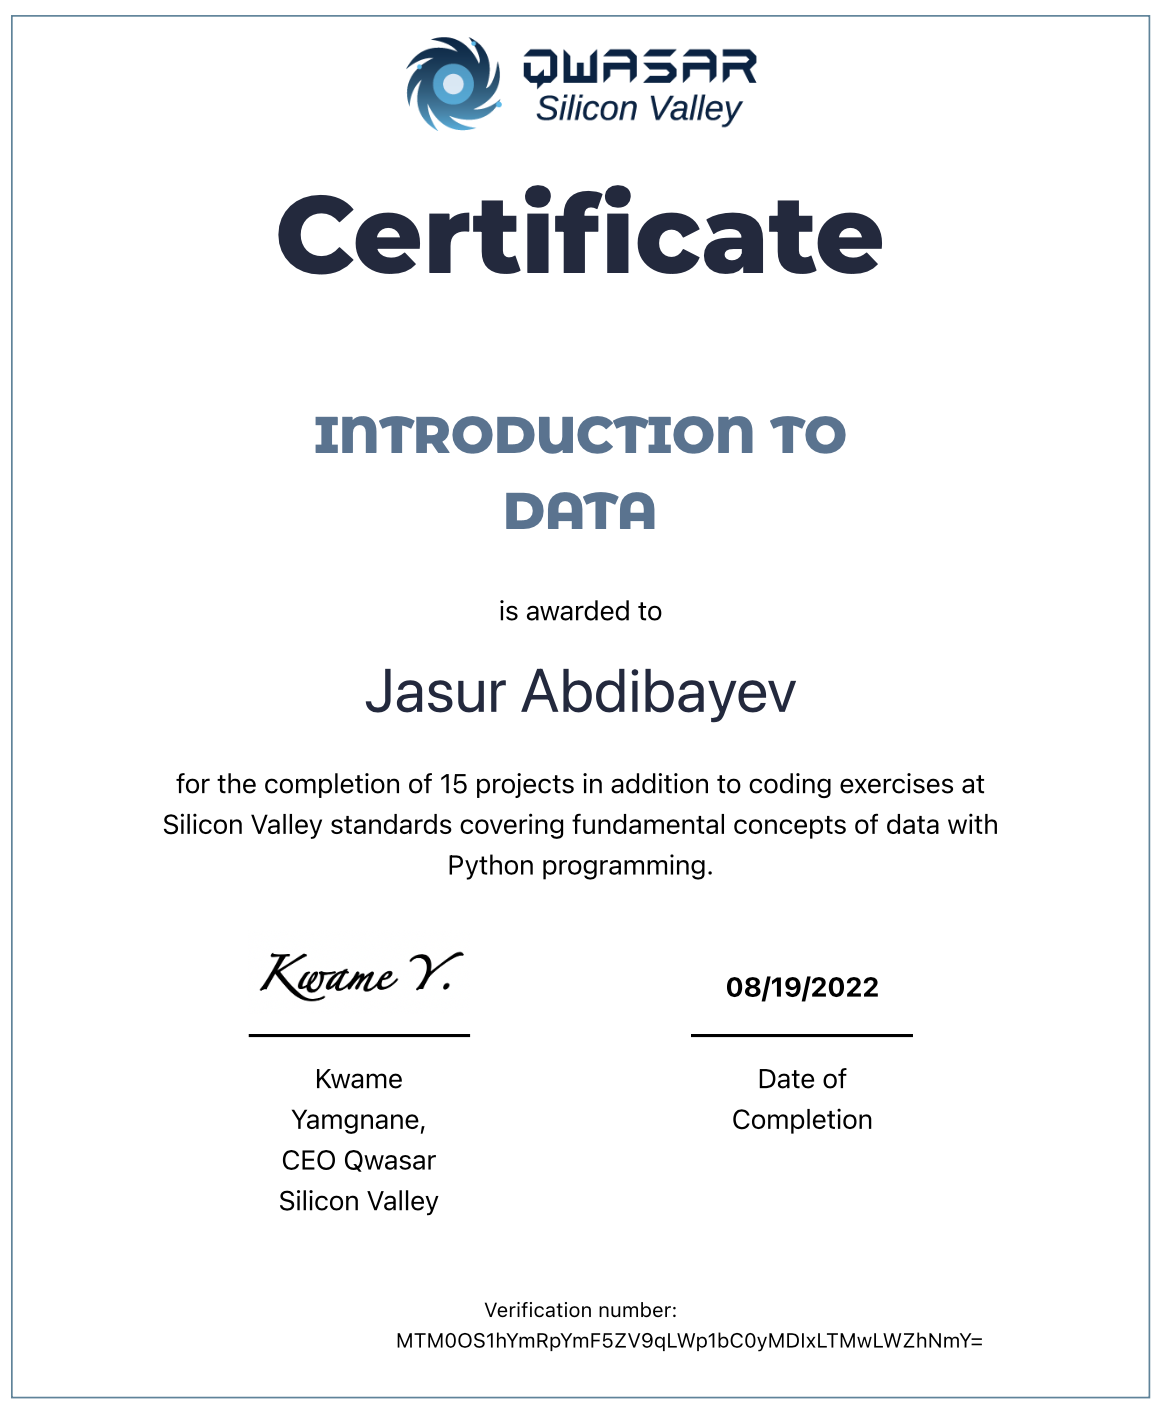 QWASAR
Silicon Valley
Certificate
INTRODUCTION TO
DATA
is awarded to
Jasur Abdibayev
for the completion of 15 projects in addition to coding exercises at
Silicon Valley standards covering fundamental concepts of data with
Python programming.
Kwame Y.
08/19/2022
Kwame
Yamgnane,
CEO Qwasar
Silicon Valley
Date of
Completion
Verification number:
MTM0OS1hYmRpYmF5ZV9qLWp1bC0yMDIxLTMwLWZhNmY=